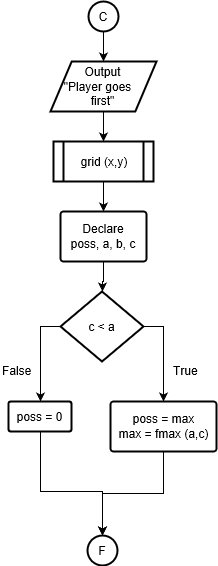 C
Output
"Player goes
first"
grid (x,y)
Declare
poss, a, b, c
c < a
False
True
poss = 0
poss = max
max = fmax (a,c)
F